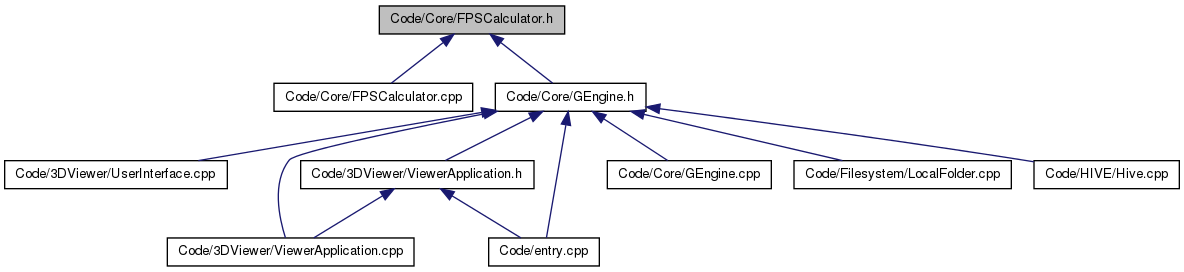 Code/Core/FPSCalculator.h
Code/Core/FPSCalculator.cpp
Code/Core/GEngine.h
Code/3DViewer/UserInterface.cpp
Code/3DViewer/ViewerApplication.h
Code/Core/GEngine.cpp
Code/Filesystem/LocalFolder.cpp
Code/HIVE/Hive.cpp
Code/3DViewer/ViewerApplication.cpp
Code/entry.cpp